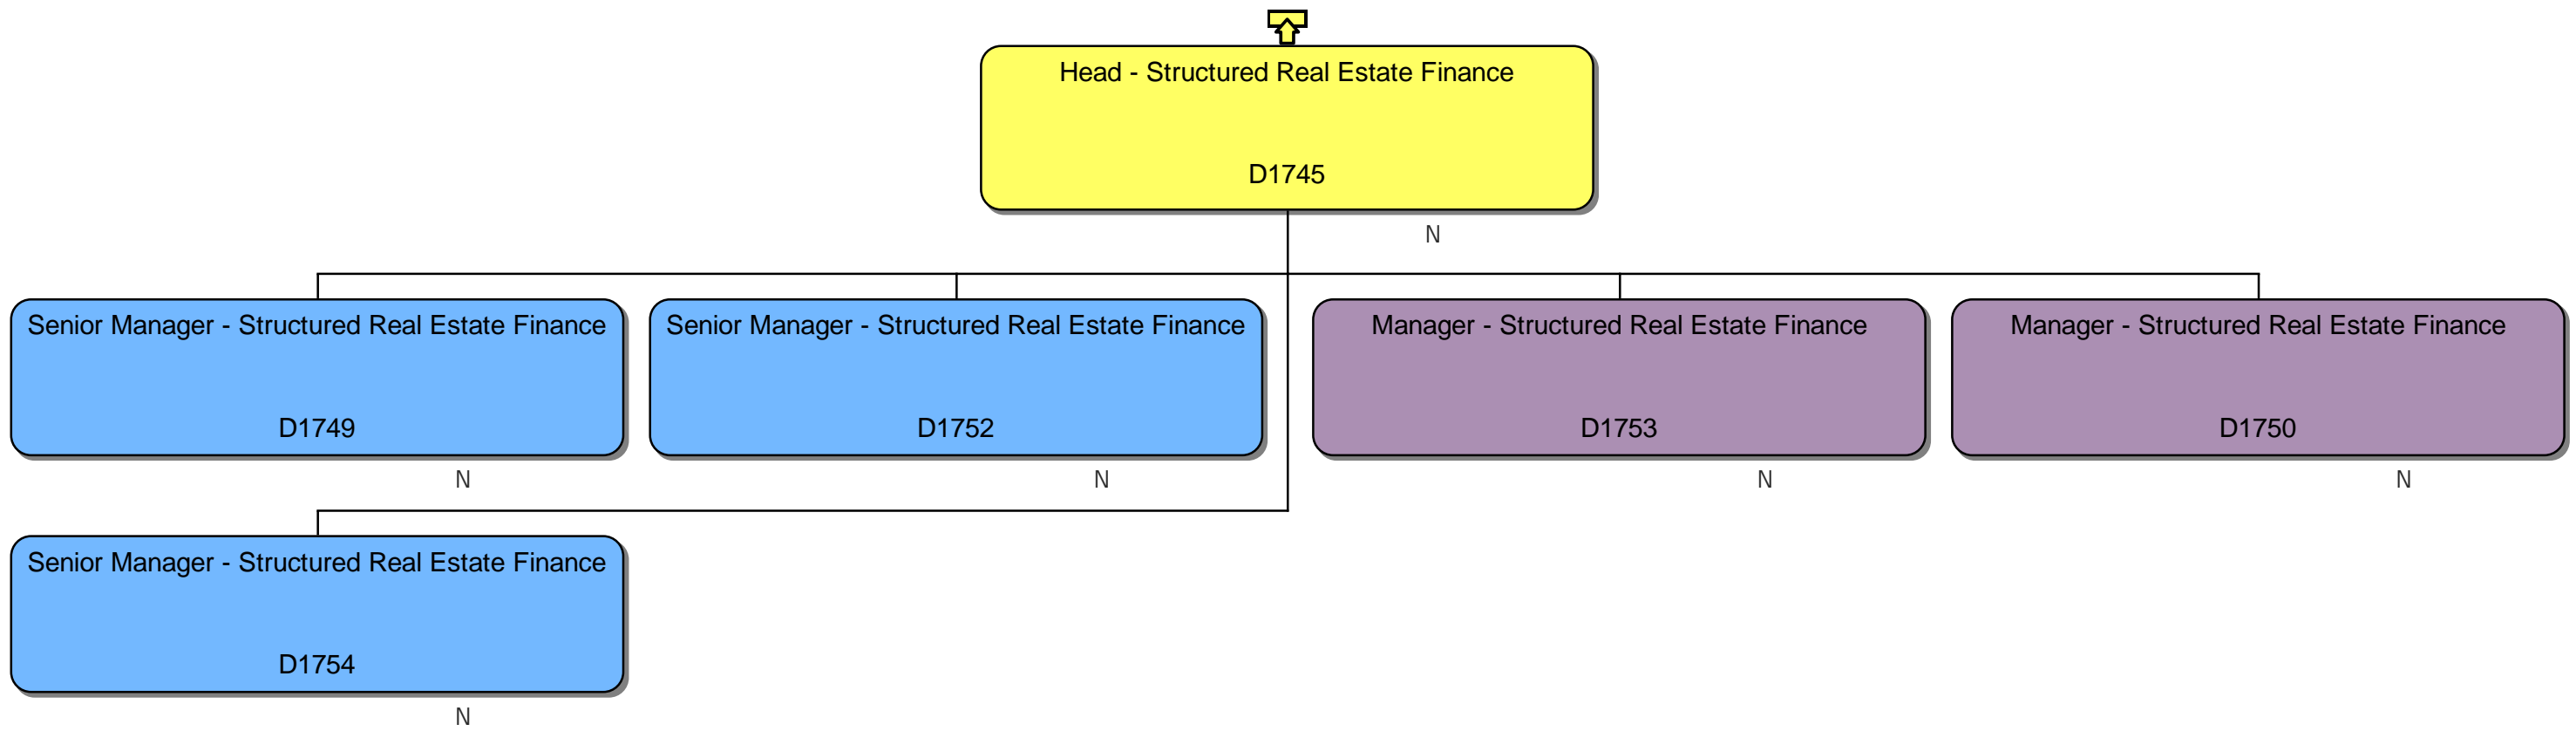 Head - Structured Real Estate Finance
D1745
N
Senior Manager - Structured Real Estate Finance
D1749
N
Senior Manager - Structured Real Estate Finance
D1752
N
Manager - Structured Real Estate Finance
D1753
N
Manager - Structured Real Estate Finance
D1750
N
Senior Manager - Structured Real Estate Finance
D1754
N